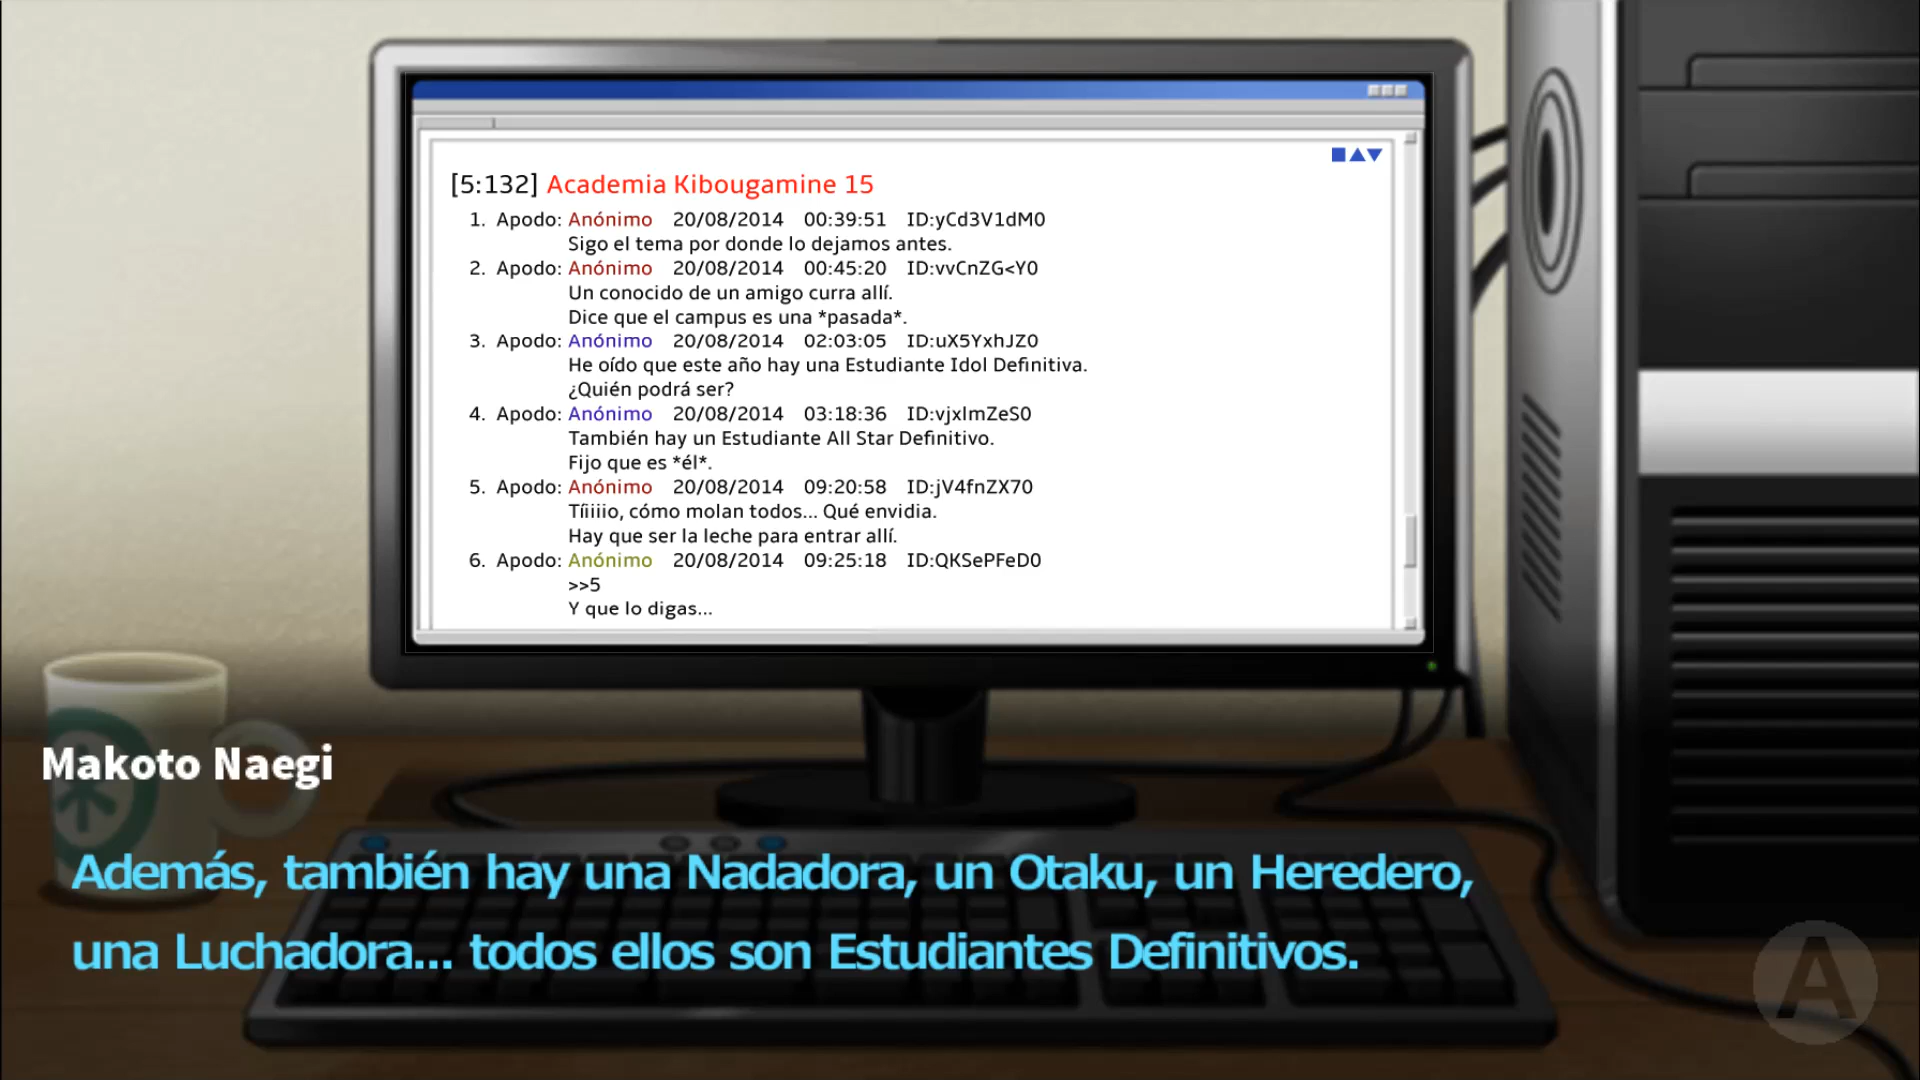 [5:132] Academia Kibougamine 15
1. Apodo: Anónimo 20/08/2014 00:39:51 ID:yCd3V1dM0
Sigo el tema por donde lo dejamos antes.
2. Apodo: Anónimo 20/08/2014 00:45:20 ID:vvCnZG<Y0
Un conocido de un amigo curra allí.
Dice que el campus es una *pasada*.
3. Apodo: Anónimo 20/08/2014 02:03:05 ID:uX5YxhJZ0
He oído que este año hay una Estudiante Idol Definitiva.
¿Quién podrá ser?
4. Apodo: Anónimo 20/08/2014 03:18:36 ID:vjxlmZeS0
También hay un Estudiante All Star Definitivo.
Fijo que es *él*.
5. Apodo: Anónimo 20/08/2014 09:20:58 ID:jV4fnZX70
Tíiiiio, cómo molan todos... Qué envidia.
Hay que ser la leche para entrar allí.
6. Apodo: Anónimo 20/08/2014 09:25:18 ID:QKSePFeD0
>>5
Y que lo digas...
Makoto Naegi
Además, también hay una Nadadora, un Otaku, un Heredero,
una Luchadora... todos ellos son Estudiantes Definitivos.
A